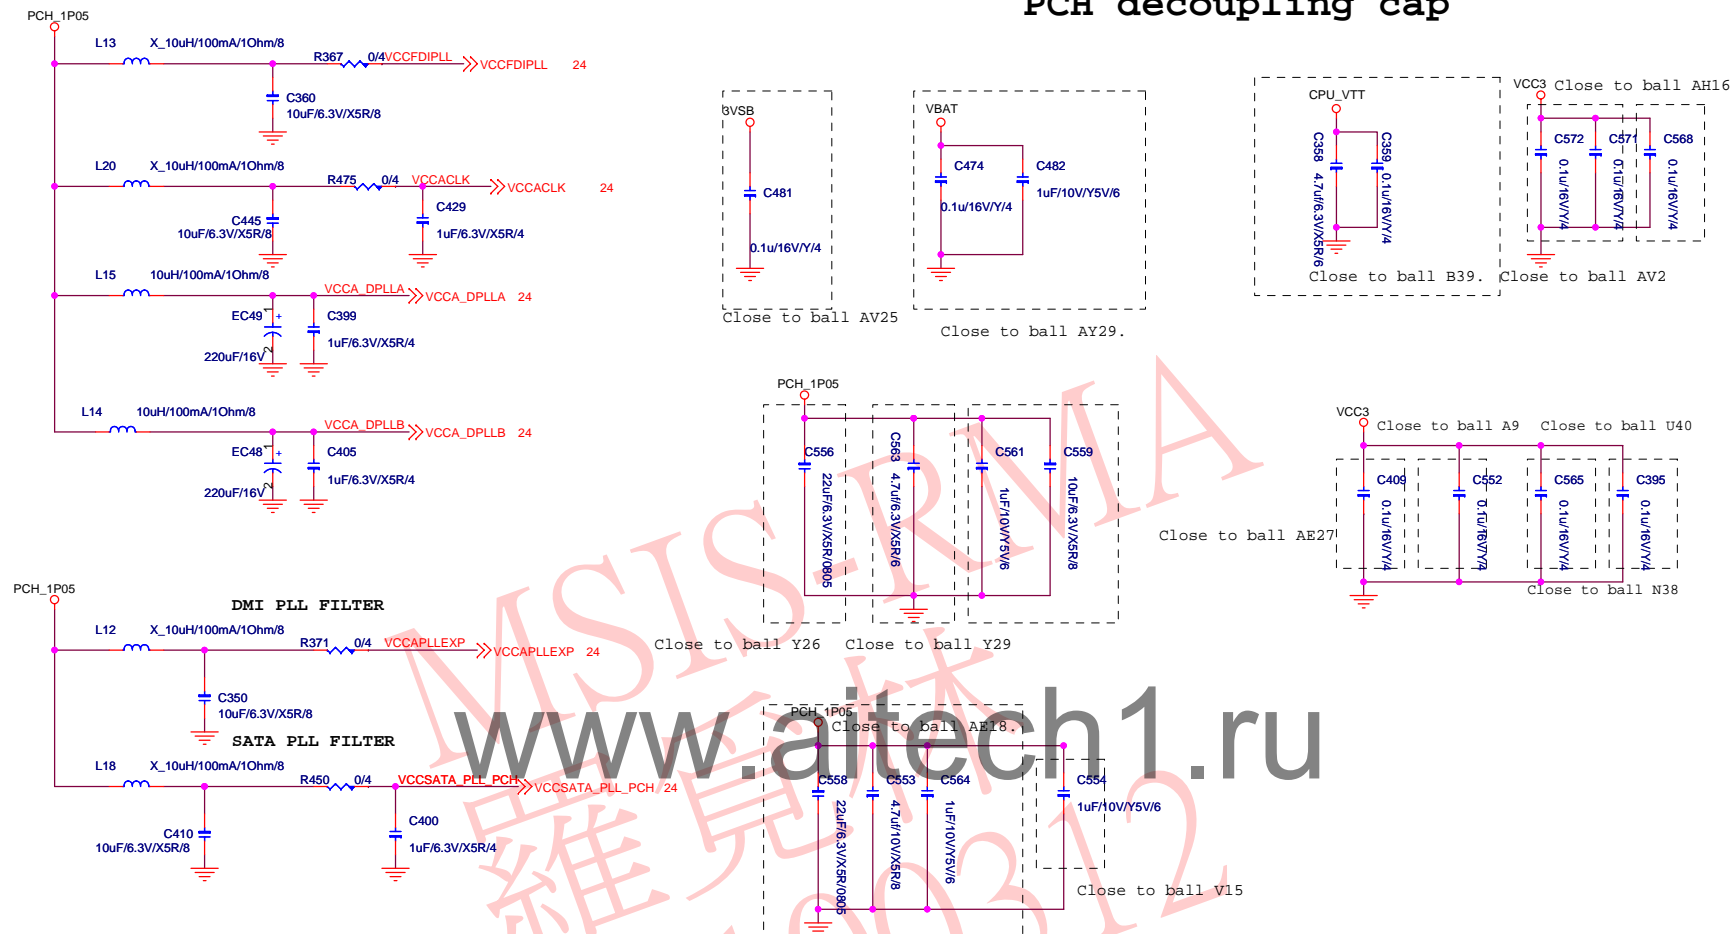 PCH decoupling cap
PCH_1P05
L13 X_10uH/100mA/1Ohm/8
R367 0/4 VCCFDIPLL VCCFDIPLL 24
C360
10uF/6.3V/X5R/8
L20 X_10uH/100mA/1Ohm/8
R475 0/4 VCCACLK VCCACLK 24
C445
10uF/6.3V/X5R/8
C429
1uF/6.3V/X5R/4
L15 10uH/100mA/1Ohm/8
VCCA_DPLLA VCCA_DPLLA 24
EC49 1 + 2
220uF/16V
C399
1uF/6.3V/X5R/4
L14 10uH/100mA/1Ohm/8
VCCA_DPLLB VCCA_DPLLB 24
EC48 1 + 2
220uF/16V
C405
1uF/6.3V/X5R/4
PCH_1P05
DMI PLL FILTER
L12 X_10uH/100mA/1Ohm/8
R371 0/4 VCCAPLLEXP VCCAPLLEXP 24
C350
10uF/6.3V/X5R/8
SATA PLL FILTER
L18 X_10uH/100mA/1Ohm/8
R450 0/4 VCCSATA_PLL_PCH VCCSATA_PLL_PCH 24
C410
10uF/6.3V/X5R/8
C400
1uF/6.3V/X5R/4
3VSB
C481
0.1u/16V/Y/4
Close to ball AV25
VBAT
C474
0.1u/16V/Y/4
C482
1uF/10V/Y5V/6
Close to ball AY29.
CPU_VTT
C358 4.7uf/6.3V/X5R/6
C359 0.1u/16V/Y/4
Close to ball B39.
VCC3 Close to ball AH16
C572 0.1u/16V/Y/4
C571 0.1u/16V/Y/4
C568 0.1u/16V/Y/4
Close to ball AV2
PCH_1P05
C556 22uF/6.3V/X5R/0805
C563 4.7uf/6.3V/X5R/6
C561 1uF/10V/Y5V/6
C559 10uF/6.3V/X5R/8
Close to ball Y26 Close to ball Y29
VCC3
Close to ball A9 Close to ball U40
C409 0.1u/16V/Y/4
C552 0.1u/16V/Y/4
C565 0.1u/16V/Y/4
C395 0.1u/16V/Y/4
Close to ball AE27
Close to ball N38
PCH_1P05
Close to ball AE18.
C558 22uF/6.3V/X5R/0805
C553 4.7uf/10V/X5R/8
C564 1uF/10V/Y5V/6
C554
1uF/10V/Y5V/6
Close to ball V15
MSIS-RMA
www.aitech1.ru